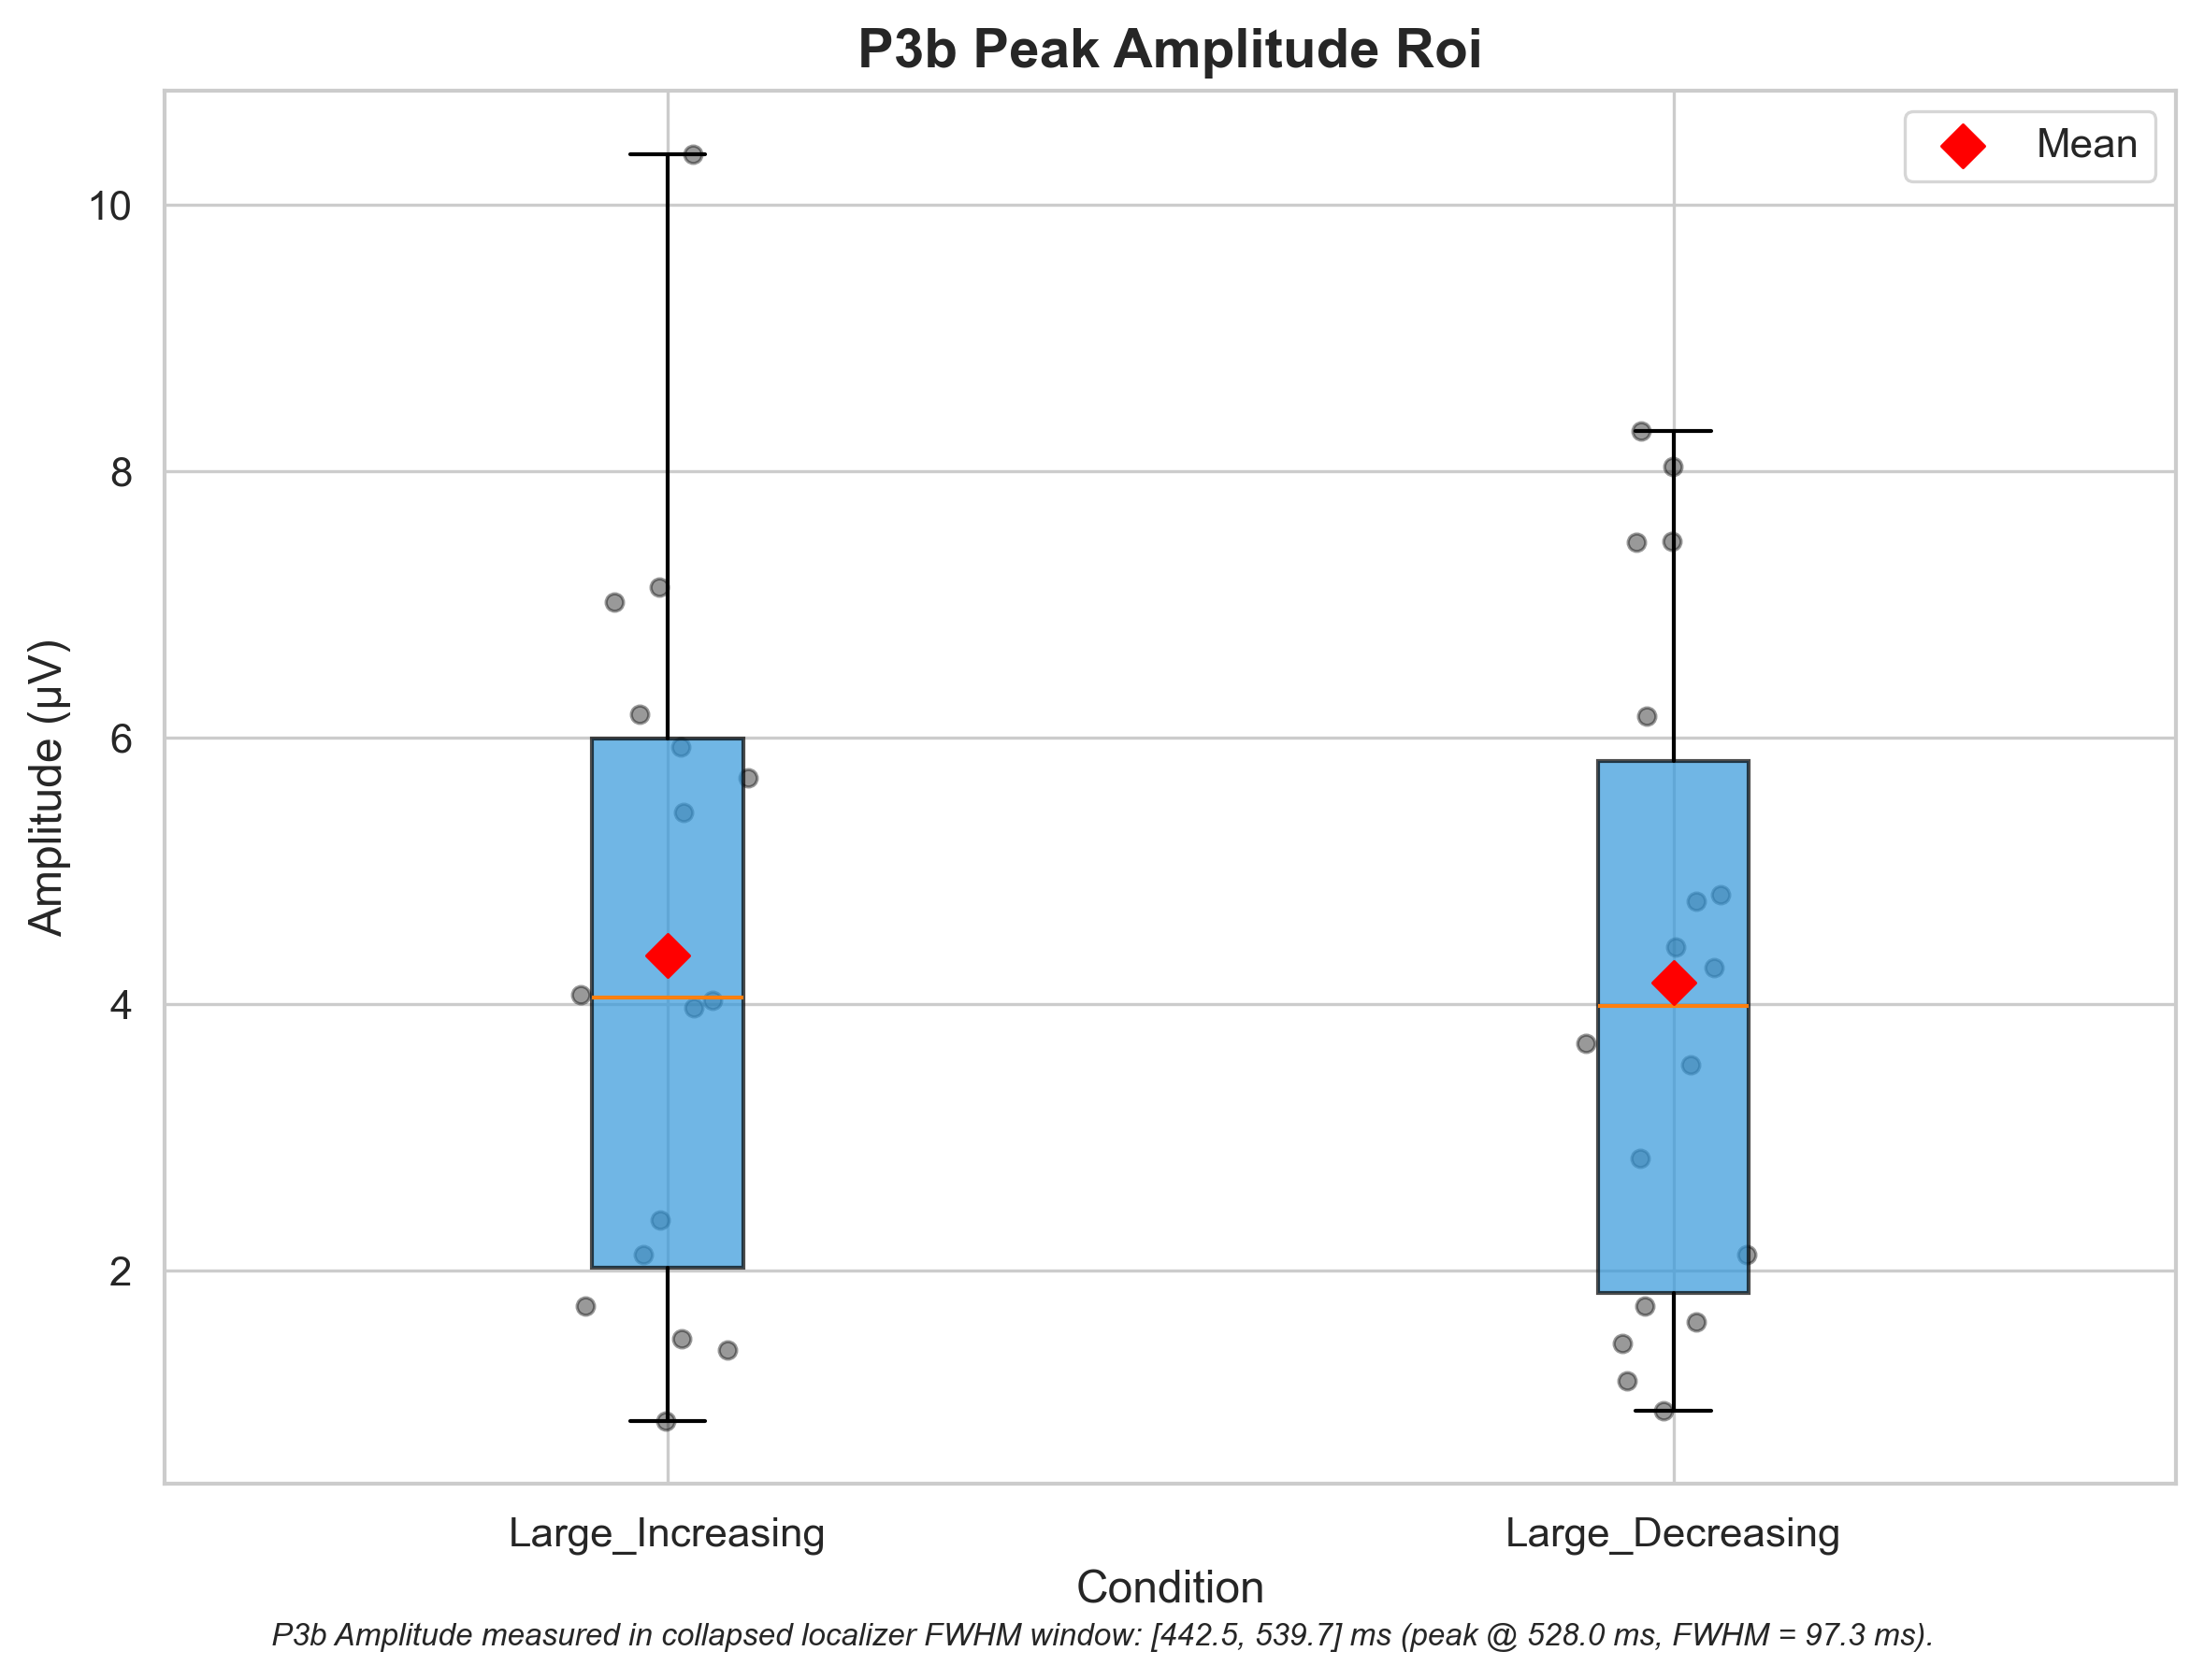 P3b Peak Amplitude Roi
Mean
10
8
6
4
2
Amplitude (µV)
Large_Increasing
Large_Decreasing
Condition
P3b Amplitude measured in collapsed localizer FWHM window: [442.5, 539.7] ms (peak @ 528.0 ms, FWHM = 97.3 ms).